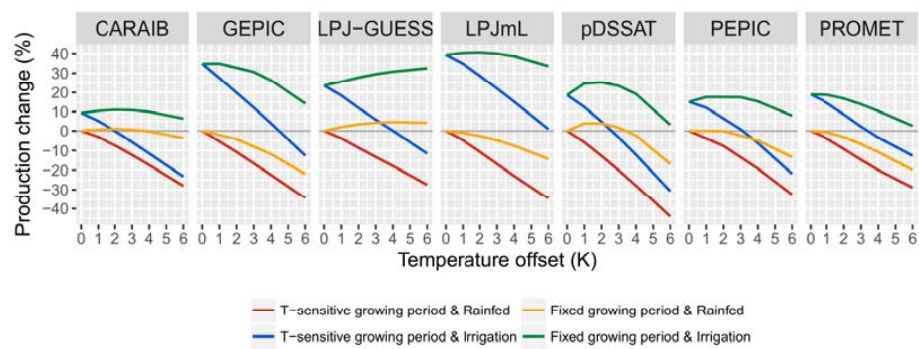 CARAIB GEPIC LPJ−GUESS LPJmL pDSSAT PEPIC PROMET
Production change (%)
40
30
20
10
0
−10
−20
−30
−40
0 1 2 3 4 5 6 0 1 2 3 4 5 6 0 1 2 3 4 5 6 0 1 2 3 4 5 6 0 1 2 3 4 5 6 0 1 2 3 4 5 6 0 1 2 3 4 5 6
Temperature offset (K)
T−sensitive growing period & Rainfed Fixed growing period & Rainfed
T−sensitive growing period & Irrigation Fixed growing period & Irrigation